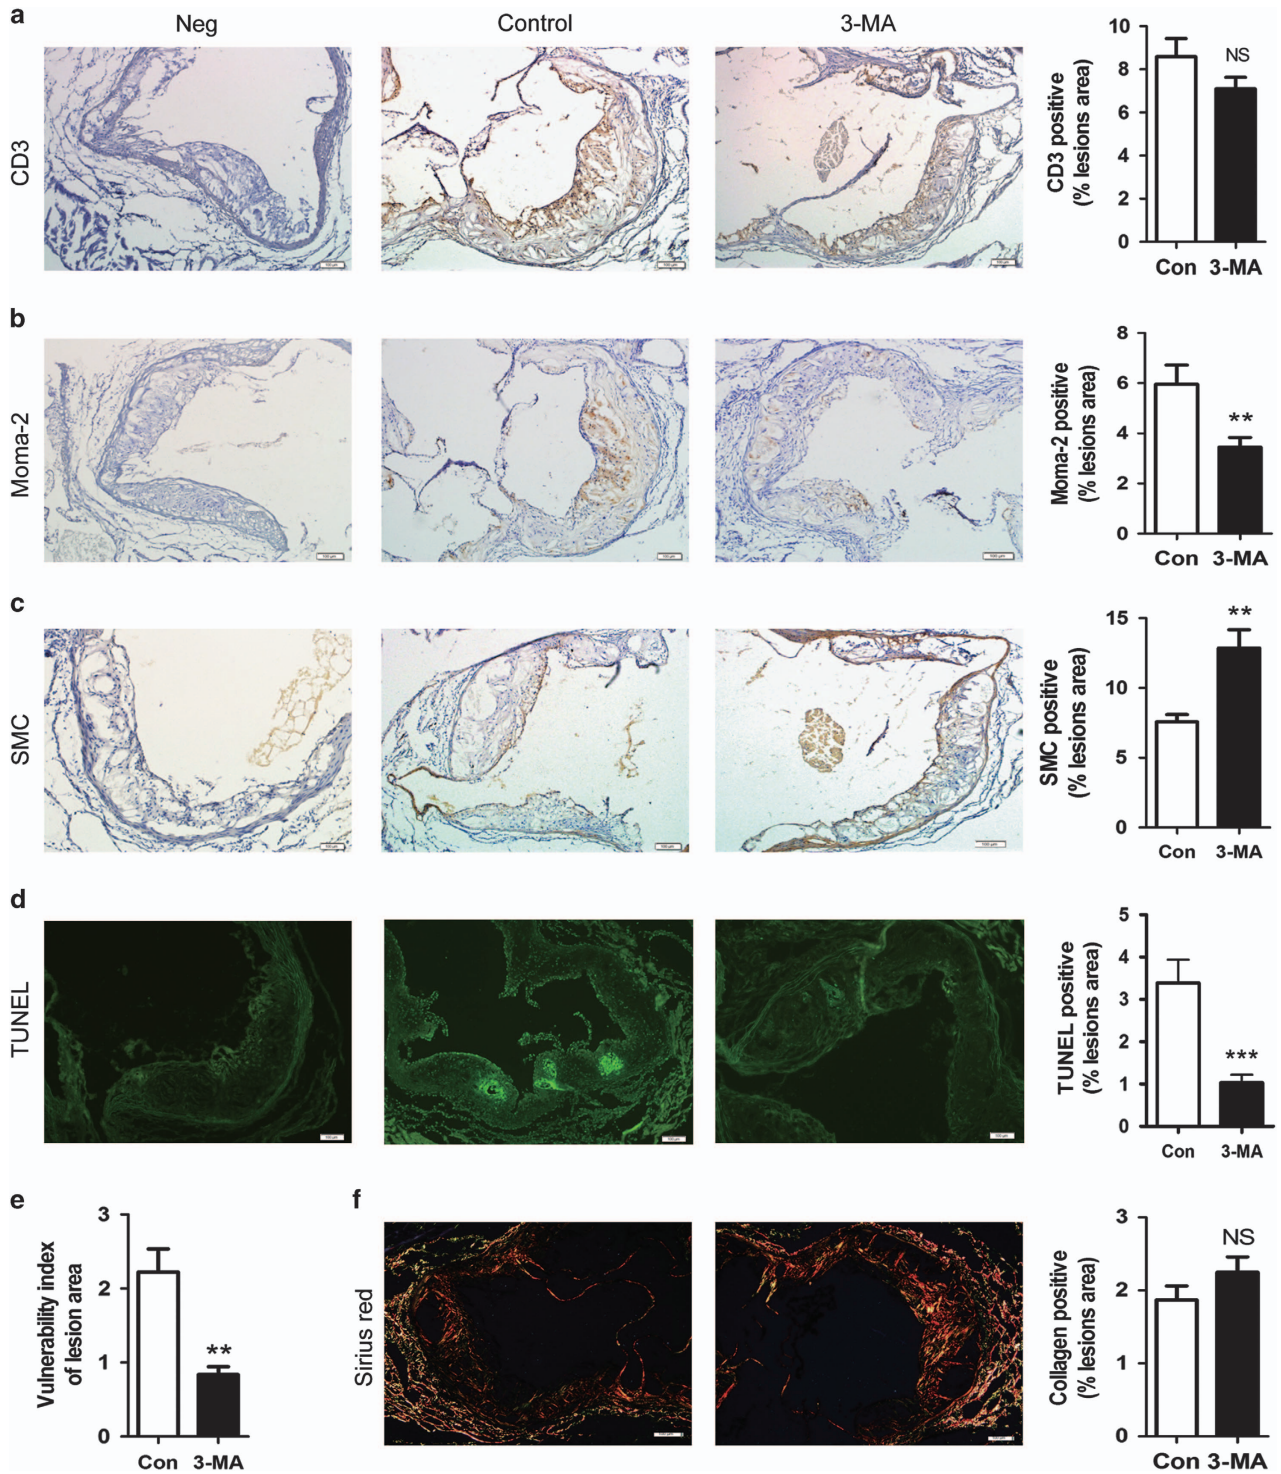 a
Neg
Control
3-MA
CD3
CD3 positive
(% lesions area)
10
8
6
4
2
0
NS
Con 3-MA
b
Moma-2
Moma-2 positive
(% lesions area)
8
6
4
2
0
**
Con 3-MA
c
SMC
SMC positive
(% lesions area)
15
10
5
0
**
Con 3-MA
d
TUNEL
TUNEL positive
(% lesions area)
5
4
3
2
1
0
***
Con 3-MA
e
Vulnerability index
of lesion area
3
2
1
0
**
Con 3-MA
f
Sirius red
Collagen positive
(% lesions area)
3
2
1
0
NS
Con 3-MA